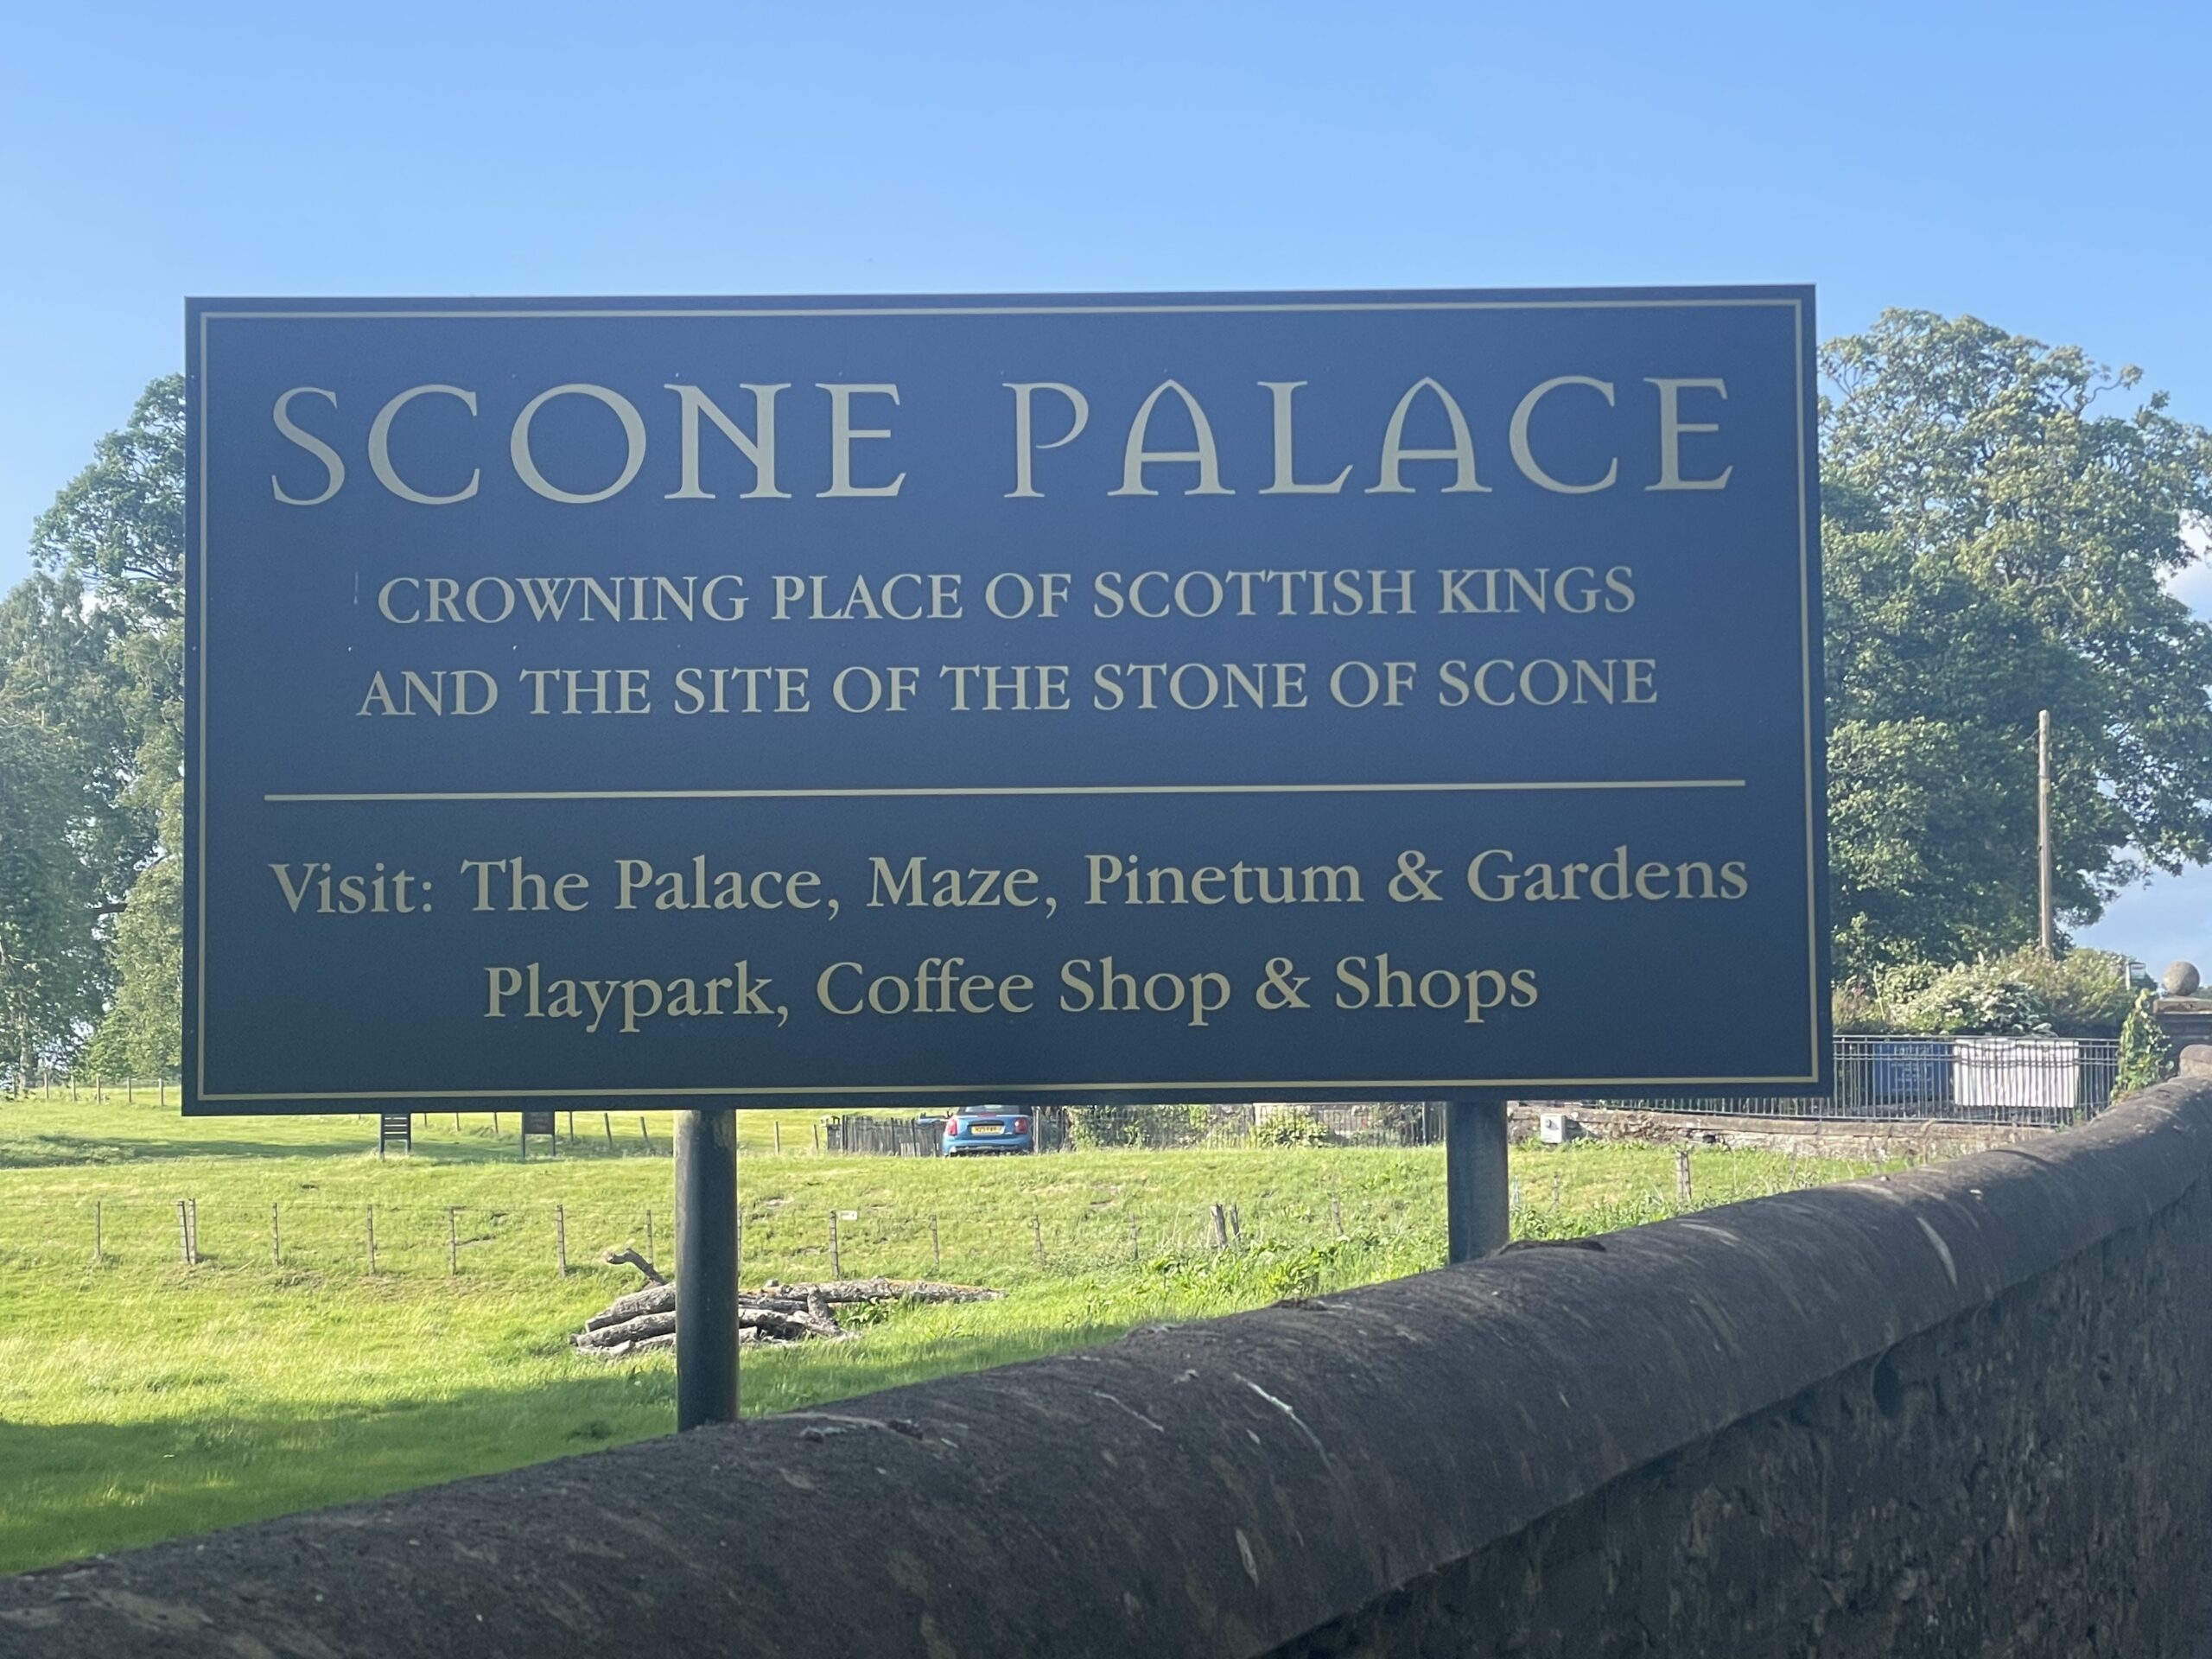 SCONE PALACE
CROWNING PLACE OF SCOTTISH KINGS
AND THE SITE OF THE STONE OF SCONE
Visit: The Palace, Maze, Pinetum & Gardens
Playpark, Coffee Shop & Shops